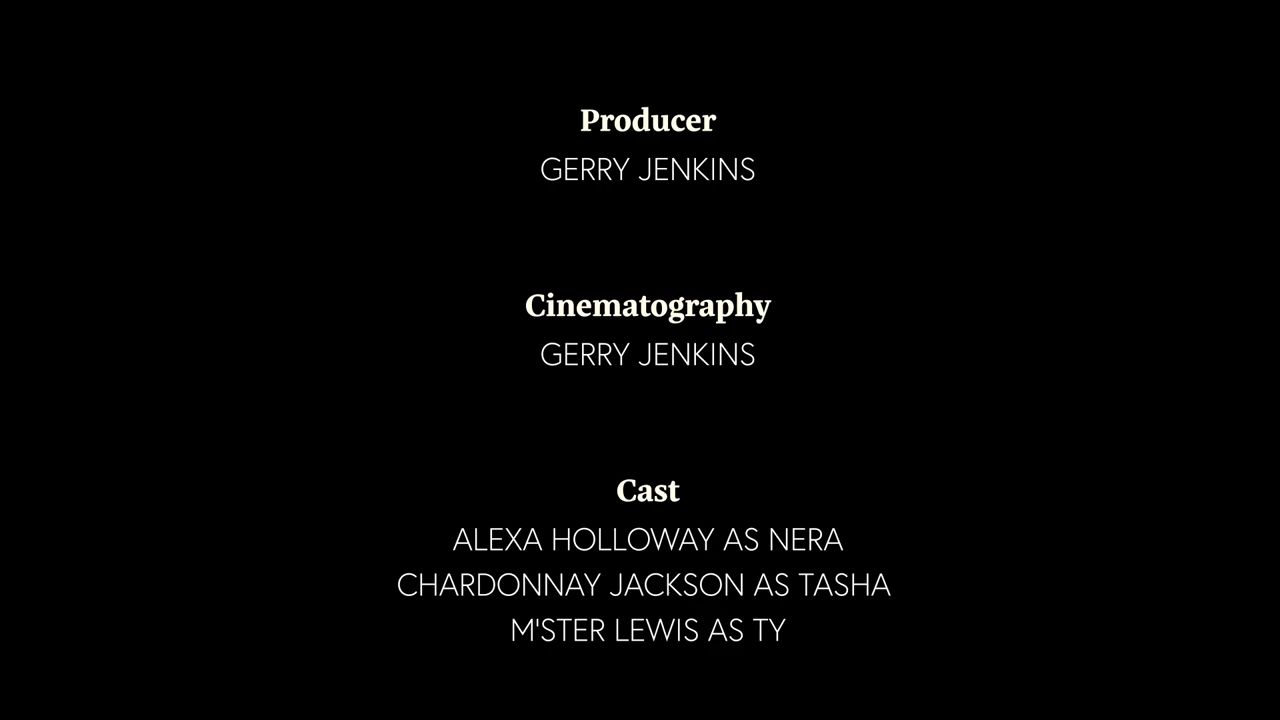 Producer
GERRY JENKINS
Cinematography
GERRY JENKINS
Cast
ALEXA HOLLOWAY AS NERA
CHARDONNAY JACKSON AS TASHA
M'STER LEWIS AS TY